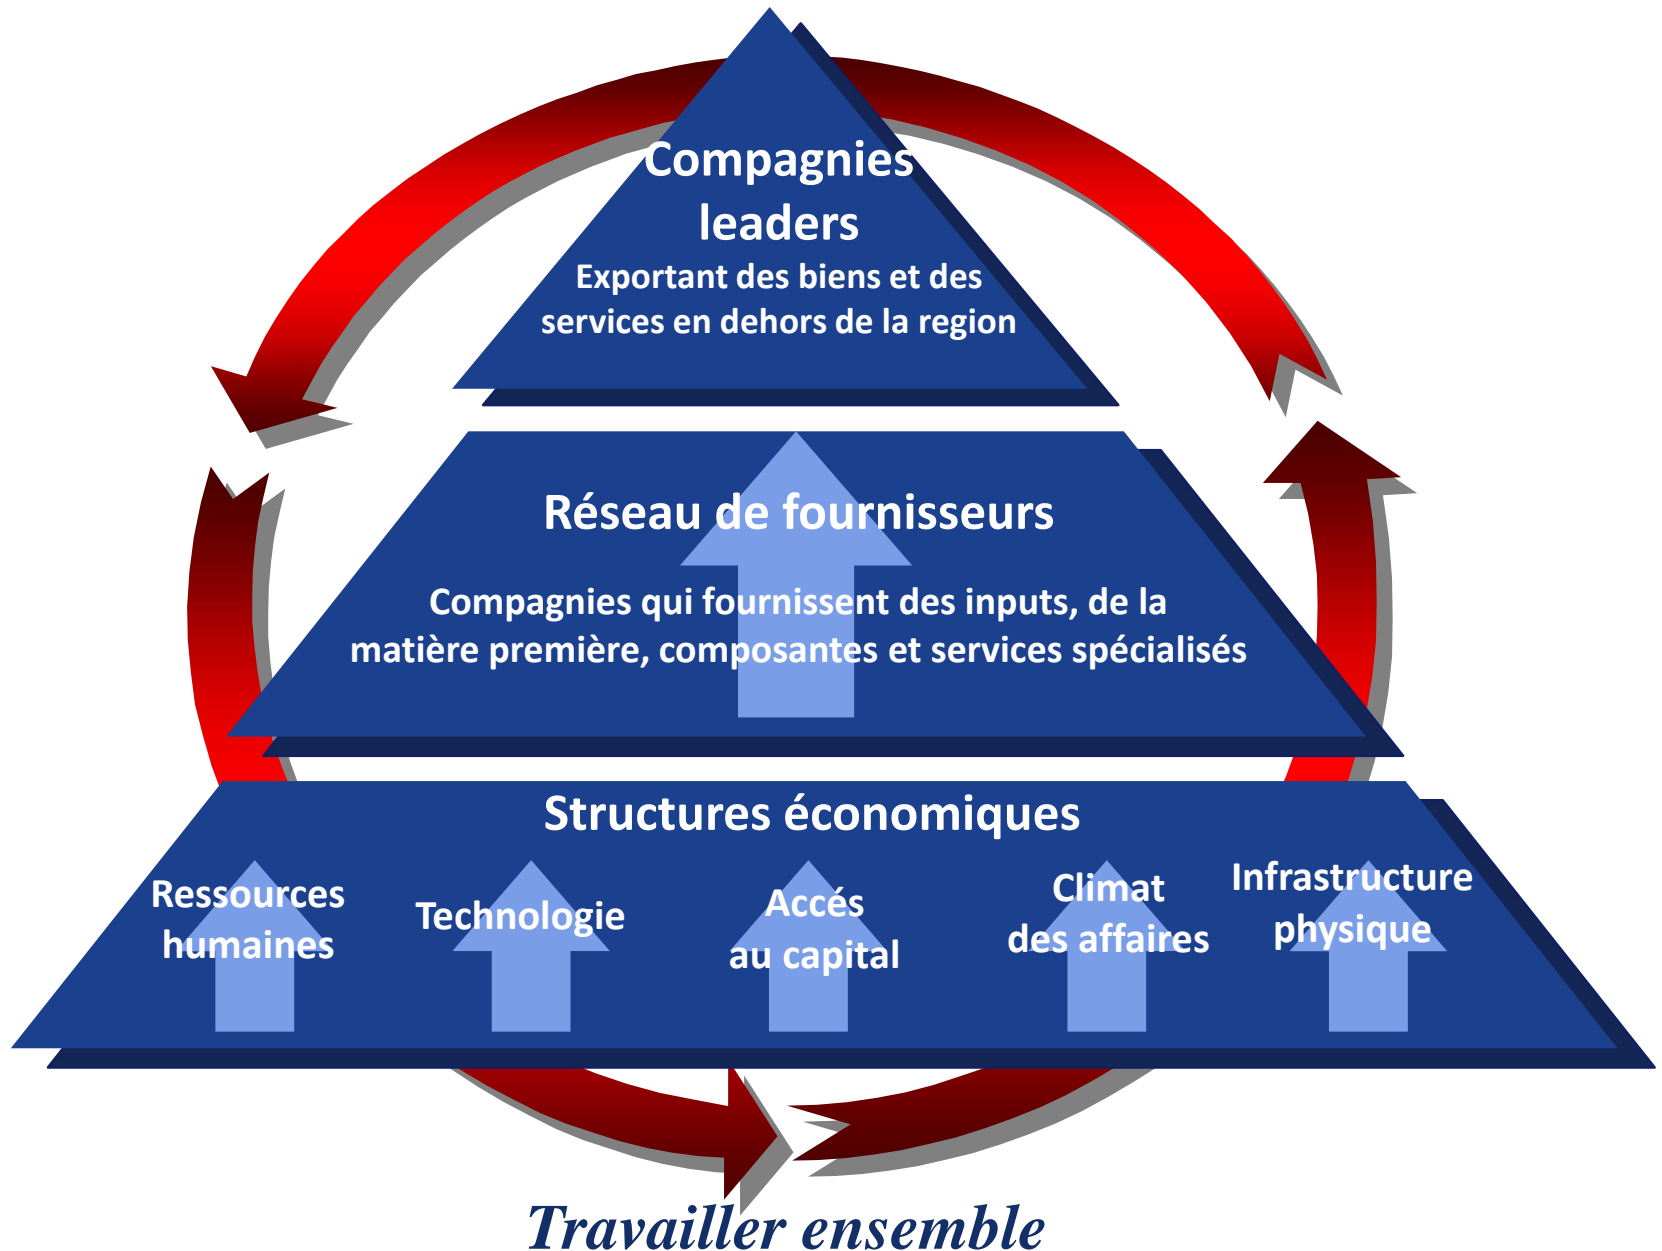 Compagnies
leaders
Exportant des biens et des
services en dehors de la region
Réseau de fournisseurs
Compagnies qui fournissent des inputs, de la
matière première, composantes et services spécialisés
Structures économiques
Ressources
humaines
Technologie
Accés
au capital
Climat
des affaires
Infrastructure
physique
Travailler ensemble